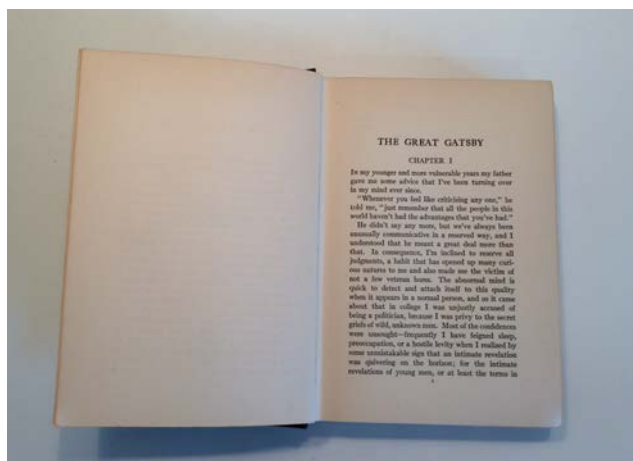 THE GREAT GATSBY
CHAPTER I
In my younger and more vulnerable years my father
gave me some advice that I've been turning over
in my mind ever since.
"Whenever you feel like criticising any one," he
told me, "just remember that all the people in this
world haven't had the advantages that you've had."
He didn't say any more, but we've always been
unusually communicative in a reserved way, and I
understood that he meant a great deal more than
that. In consequence, I'm inclined to reserve all
judgments, a habit that has opened up many curi-
ous natures to me and also made me the victim of
not a few veteran bores. The abnormal mind is
quick to detect and attach itself to this quality
when it appears in a normal person, and so it came
about that in college I was unjustly accused of
being a politician, because I was privy to the secret
griefs of wild, unknown men. Most of the confidences
were unsought—frequently I have feigned sleep,
preoccupation, or a hostile levity when I realized by
some unmistakable sign that an intimate revelation
was quivering on the horizon; for the intimate
revelations of young men, or at least the terms in